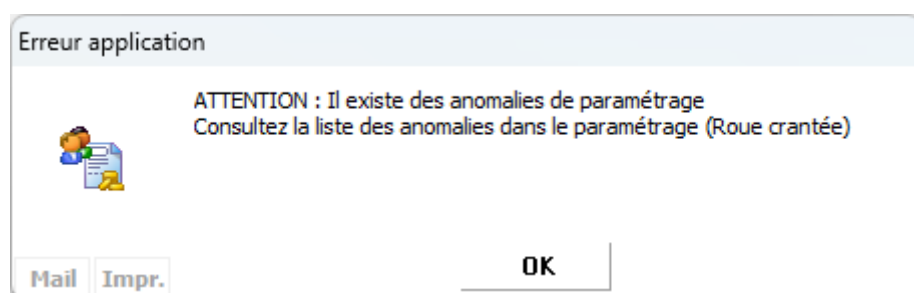 Erreur application
ATTENTION : Il existe des anomalies de paramétrage
Consultez la liste des anomalies dans le paramétrage (Roue crantée)
OK
Mail Impr.